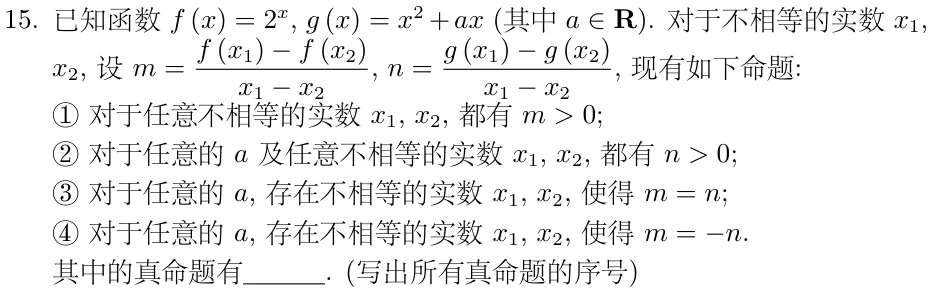 15. 已知函数 f(x) = 2^x, g(x) = x^2 + ax (其中 a ∈ R). 对于不相等的实数 x_1,
x_2, 设 m = \frac{f(x_1) − f(x_2)}{x_1 − x_2}, n = \frac{g(x_1) − g(x_2)}{x_1 − x_2}, 现有如下命题:
① 对于任意不相等的实数 x_1, x_2, 都有 m > 0;
② 对于任意的 a 及任意不相等的实数 x_1, x_2, 都有 n > 0;
③ 对于任意的 a, 存在不相等的实数 x_1, x_2, 使得 m = n;
④ 对于任意的 a, 存在不相等的实数 x_1, x_2, 使得 m = −n.
其中的真命题有______. (写出所有真命题的序号)